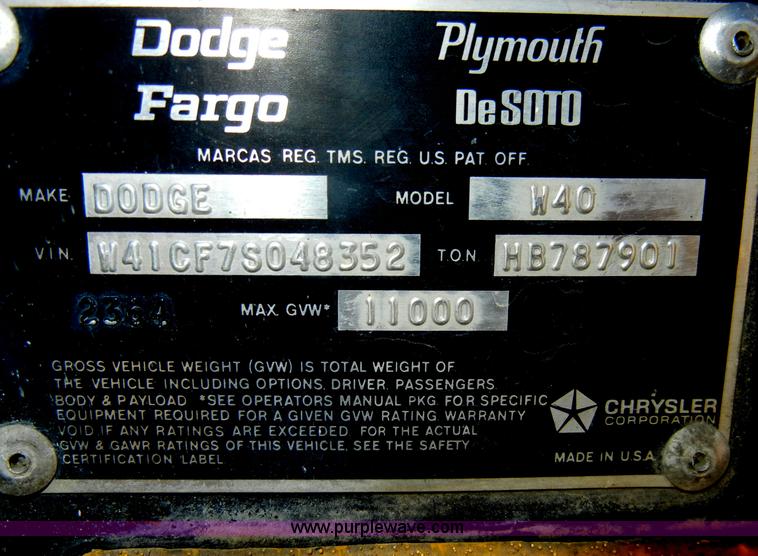 Dodge Plymouth
Fargo DeSOTO
MARCAS REG. TMS. REG. U.S. PAT. OFF.
MAKE DODGE MODEL W40
V I N. W41CF7S048352 T.O.N. HB787901
2364 MAX. GVW* 11000
GROSS VEHICLE WEIGHT (GVW) IS TOTAL WEIGHT OF
THE VEHICLE INCLUDING OPTIONS, DRIVER, PASSENGERS
BODY & PAYLOAD *SEE OPERATORS MANUAL PKG. FOR SPECIFIC
EQUIPMENT REQUIRED FOR A GIVEN GVW RATING WARRANTY
VOID IF ANY RATINGS ARE EXCEEDED. FOR THE ACTUAL
GVW & GAWR RATINGS OF THIS VEHICLE, SEE THE SAFETY
CERTIFICATION LABEL
CHRYSLER
CORPORATION
MADE IN U.S.A.
www.purplewave.com